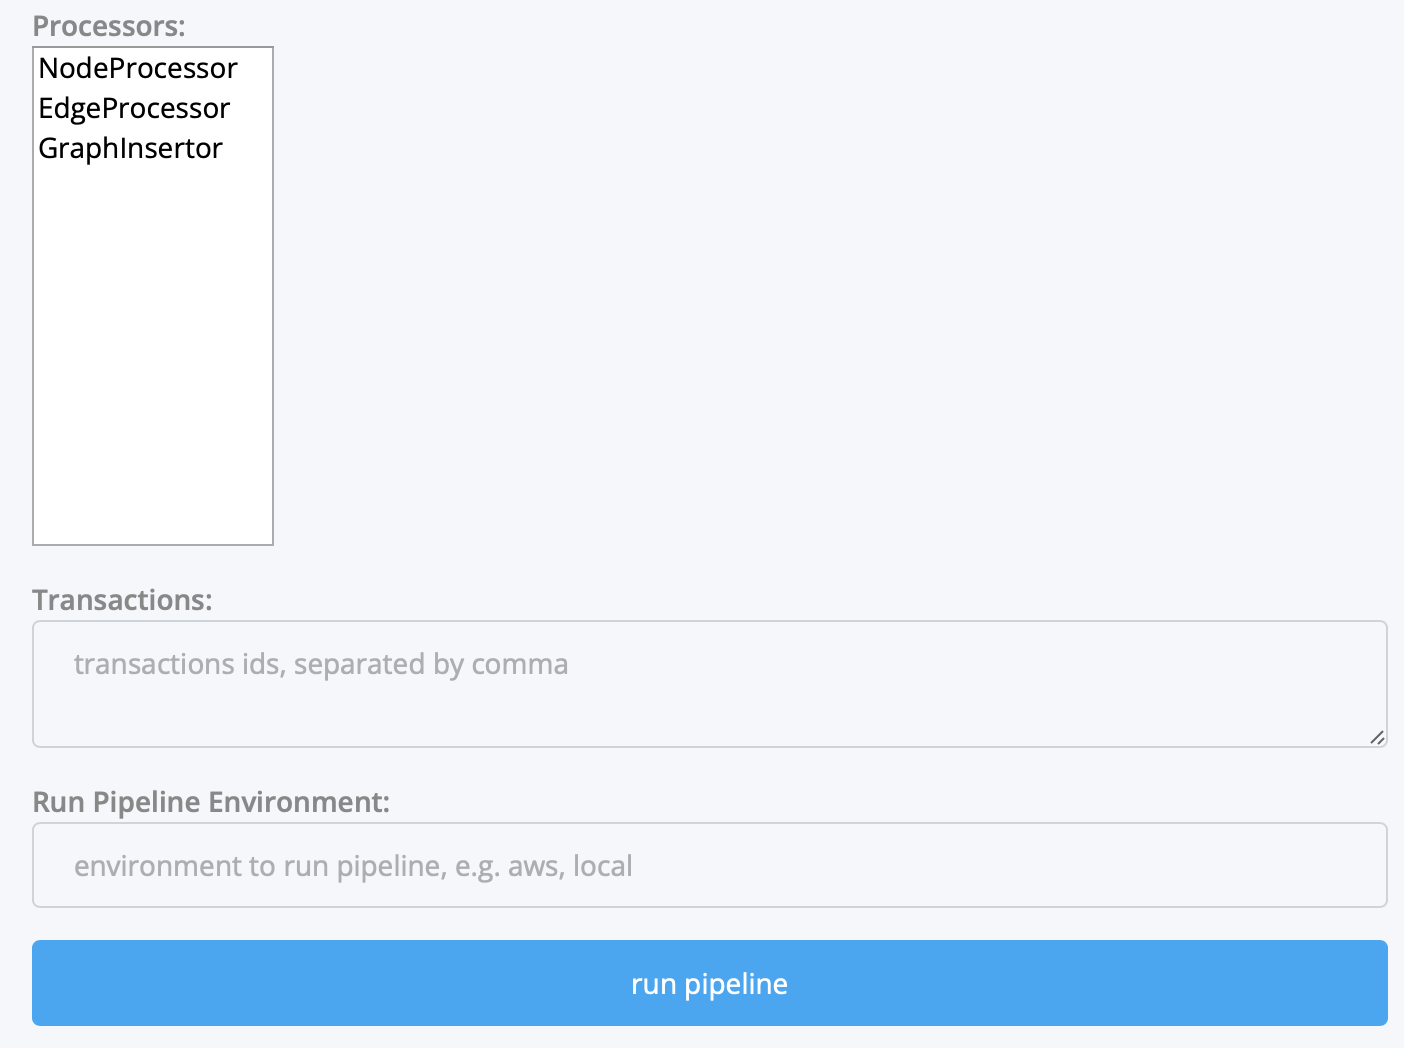 Processors:
NodeProcessor
EdgeProcessor
GraphInsertor
Transactions:
transactions ids, separated by comma
Run Pipeline Environment:
environment to run pipeline, e.g. aws, local
run pipeline